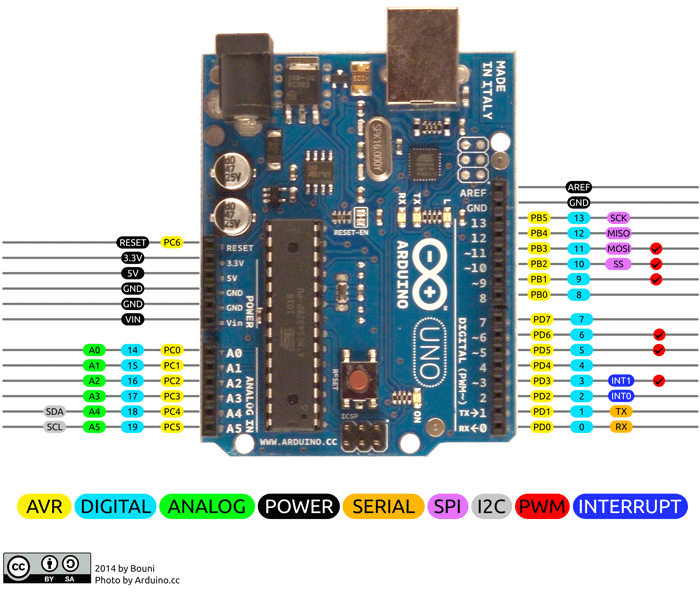 MADE
IN ITALY
AREF
GND
13
12
~11
~10
~9
8
7
~6
~5
4
~3
2
TX→1
RX←0
DIGITAL (PWM~)
RX
TX
L
RESET-EN
ARDUINO
UNO
ON
RESET
ICSP
WWW.ARDUINO.CC
RESET
3.3V
5V
GND
GND
Vin
POWER
A0
A1
A2
A3
A4
A5
ANALOG IN
RESET PC6
3.3V
5V
GND
GND
VIN
A0 14 PC0
A1 15 PC1
A2 16 PC2
A3 17 PC3
SDA A4 18 PC4
SCL A5 19 PC5
AREF
GND
PB5 13 SCK
PB4 12 MISO
PB3 11 MOSI
PB2 10 SS
PB1 9
PB0 8
PD7 7
PD6 6
PD5 5
PD4 4
PD3 3 INT1
PD2 2 INT0
PD1 1 TX
PD0 0 RX
AVR DIGITAL ANALOG POWER SERIAL SPI I2C PWM INTERRUPT
cc BY SA
2014 by Bouni
Photo by Arduino.cc